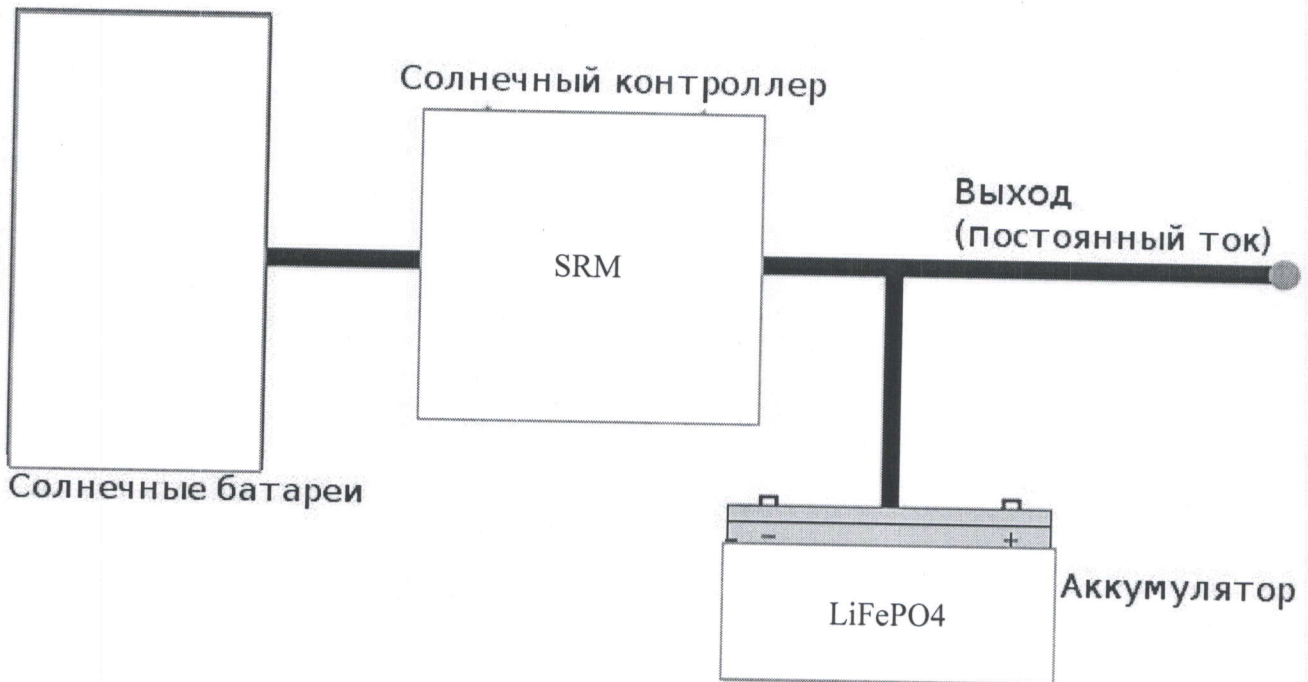 Солнечный контроллер
SRM
Выход
(постоянный ток)
Солнечные батареи
- - +
LiFePO4
Аккумулятор